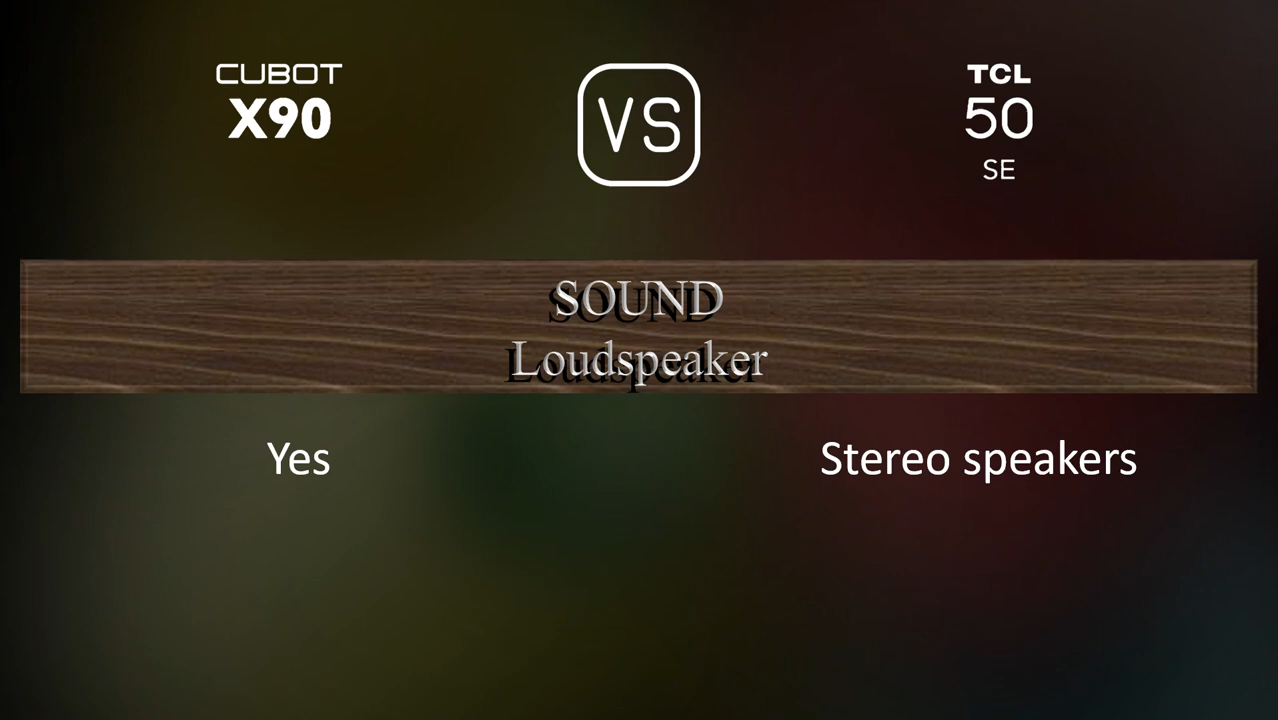 CUBOT
X90
VS
TCL
50
SE
SOUND
Loudspeaker
Yes
Stereo speakers